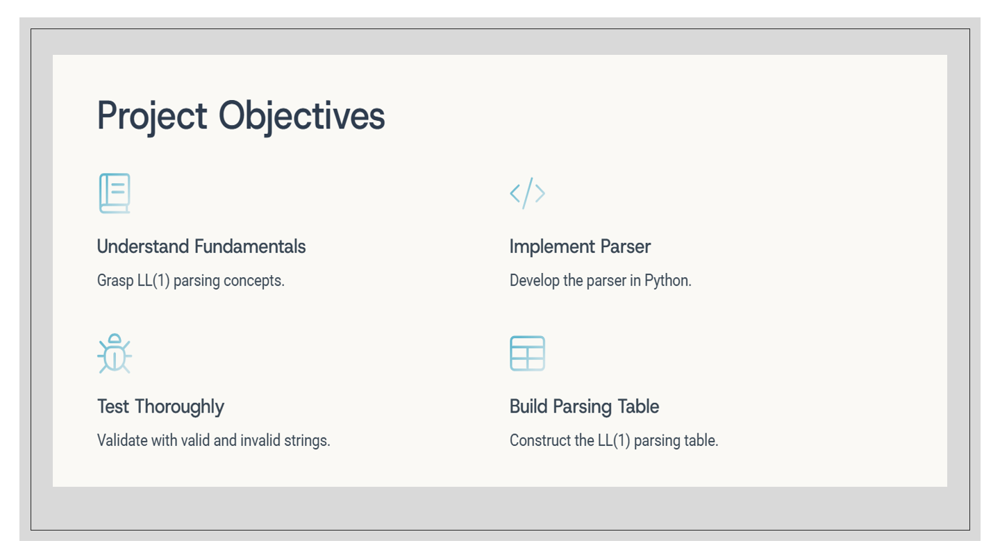 Project Objectives
Understand Fundamentals
Grasp LL(1) parsing concepts.
Implement Parser
Develop the parser in Python.
Test Thoroughly
Validate with valid and invalid strings.
Build Parsing Table
Construct the LL(1) parsing table.